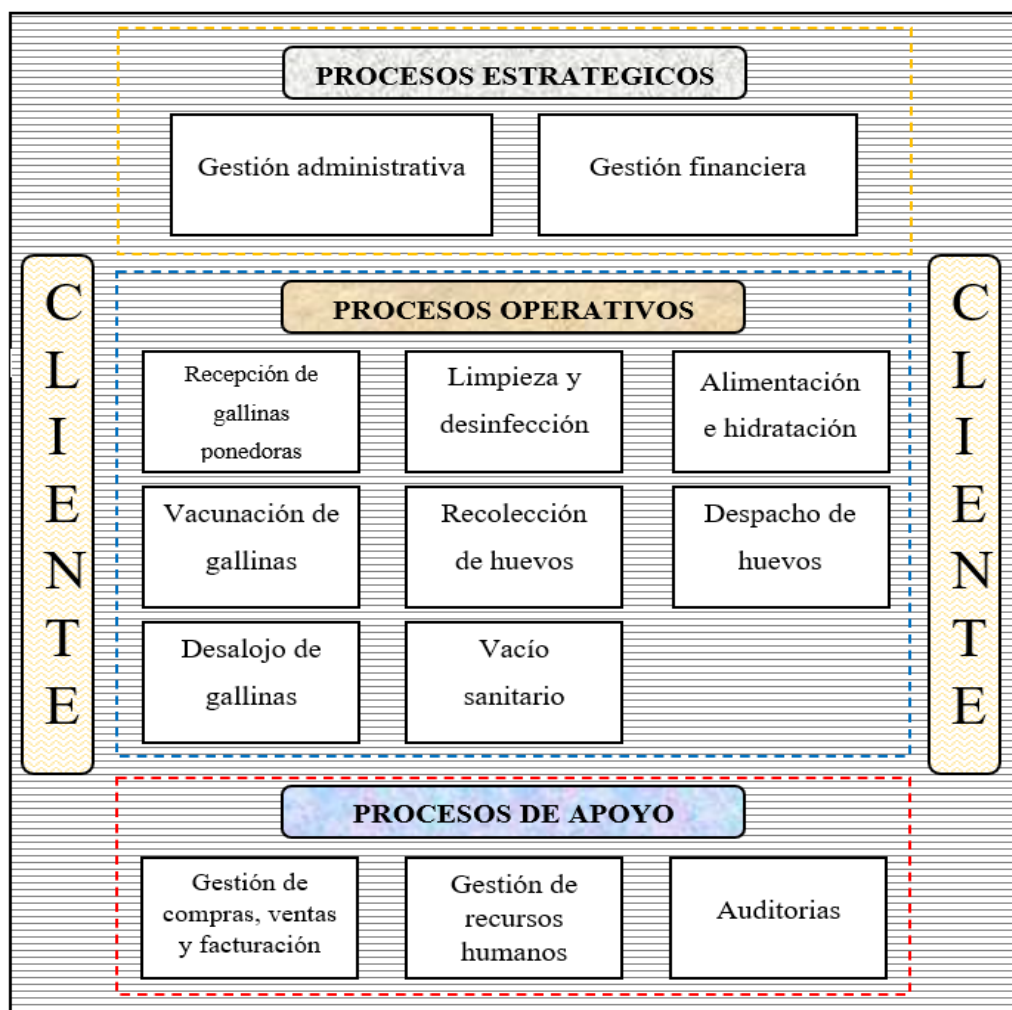 PROCESOS ESTRATEGICOS
Gestión administrativa
Gestión financiera
CLIENTE
PROCESOS OPERATIVOS
Recepción de
gallinas
ponedoras
Limpieza y
desinfección
Alimentación
e hidratación
Vacunación de
gallinas
Recolección
de huevos
Despacho de
huevos
Desalojo de
gallinas
Vacío
sanitario
CLIENTE
PROCESOS DE APOYO
Gestión de
compras, ventas
y facturación
Gestión de
recursos
humanos
Auditorias